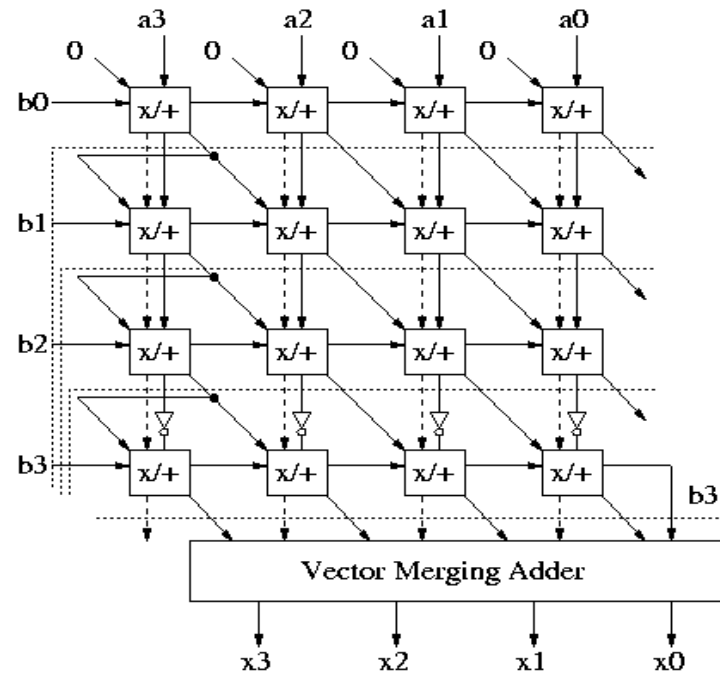 a3 a2 a1 a0
0 0 0 0
b0 x/+ x/+ x/+ x/+
b1 x/+ x/+ x/+ x/+
b2 x/+ x/+ x/+ x/+
b3 x/+ x/+ x/+ x/+
b3
Vector Merging Adder
x3 x2 x1 x0